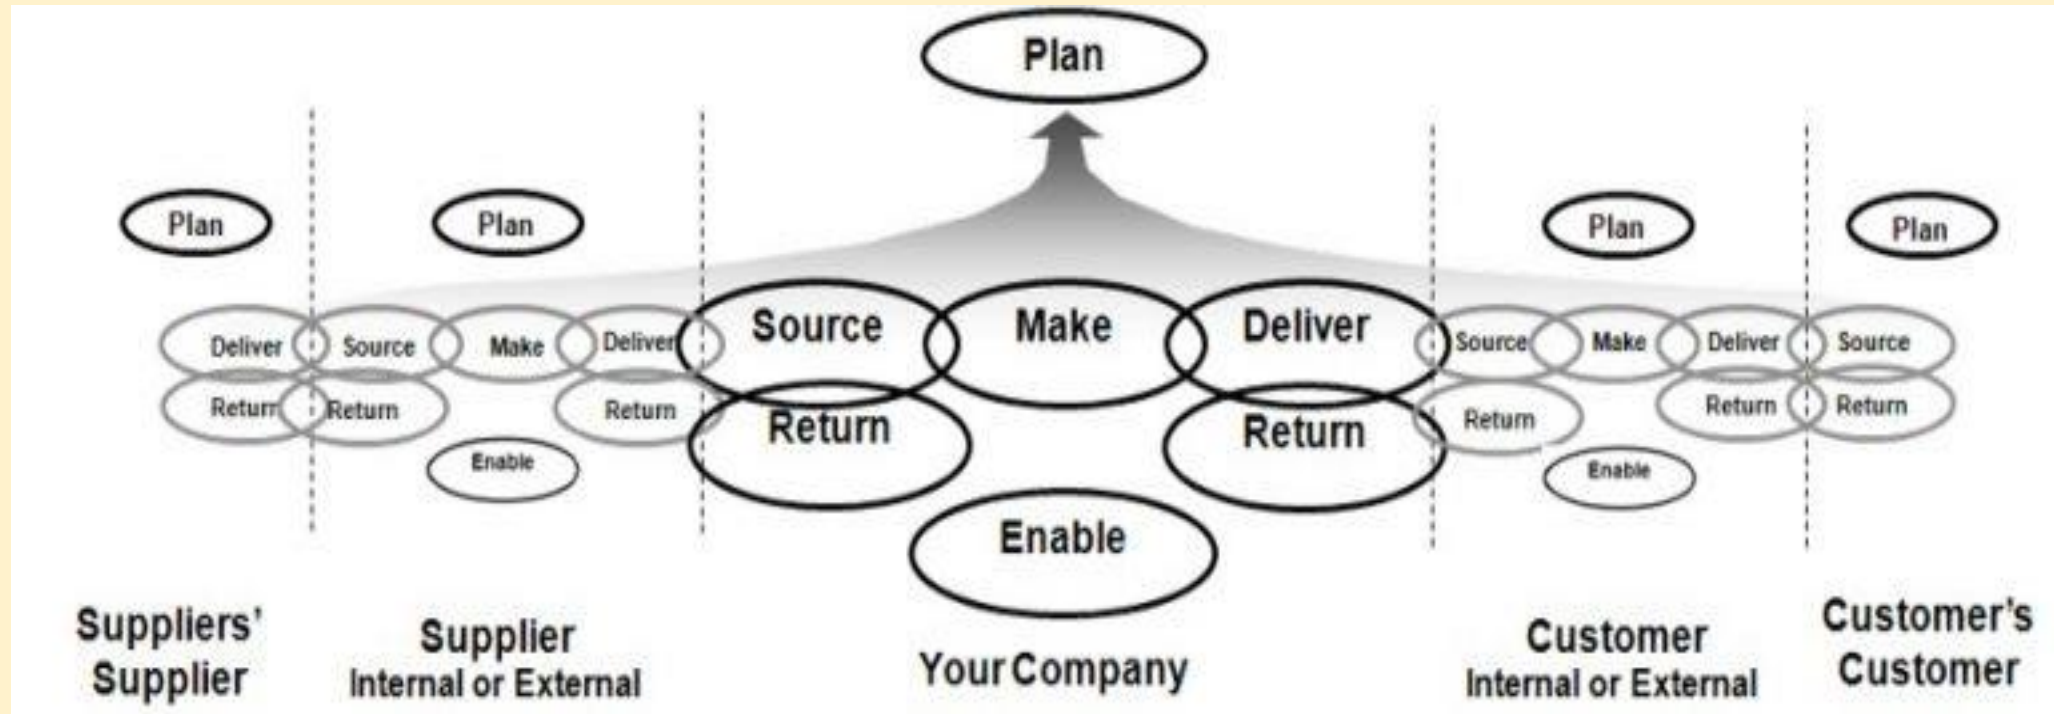 Plan
Plan
Plan
Plan
Plan
Deliver
Source
Make
Deliver
Source
Make
Deliver
Source
Make
Deliver
Source
Return
Return
Return
Return
Return
Return
Return
Return
Enable
Enable
Enable
Suppliers’
Supplier
Supplier
Internal or External
Your Company
Customer
Internal or External
Customer’s
Customer